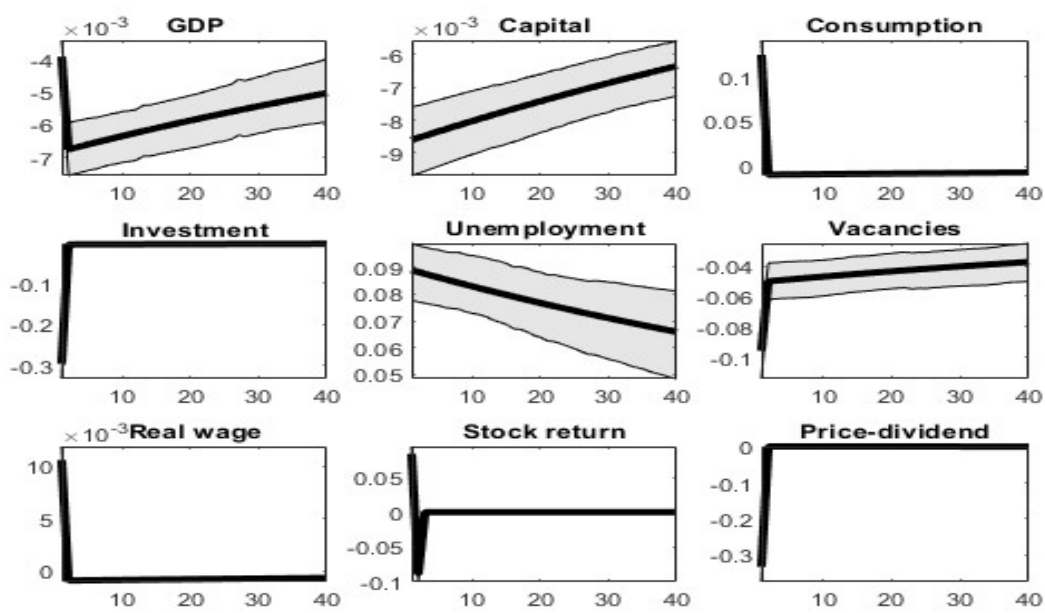 ×10⁻³ GDP
-4
-5
-6
-7
10 20 30 40
×10⁻³ Capital
-6
-7
-8
-9
10 20 30 40
Consumption
0.1
0.05
0
10 20 30 40
Investment
-0.1
-0.2
-0.3
10 20 30 40
Unemployment
0.09
0.08
0.07
0.06
0.05
10 20 30 40
Vacancies
-0.04
-0.06
-0.08
-0.1
10 20 30 40
×10⁻³ Real wage
10
5
0
10 20 30 40
Stock return
0.05
0
-0.05
-0.1
10 20 30 40
Price-dividend
0
-0.1
-0.2
-0.3
10 20 30 40